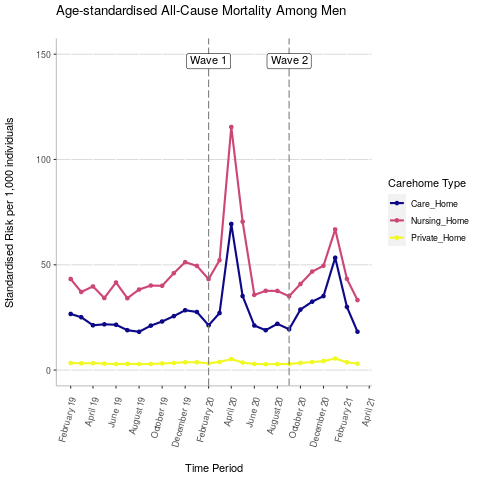 Age-standardised All-Cause Mortality Among Men
Standardised Risk per 1,000 individuals
150
100
50
0
Wave 1
Wave 2
February 19
April 19
June 19
August 19
October 19
December 19
February 20
April 20
June 20
August 20
October 20
December 20
February 21
April 21
Time Period
Carehome Type
Care_Home
Nursing_Home
Private_Home